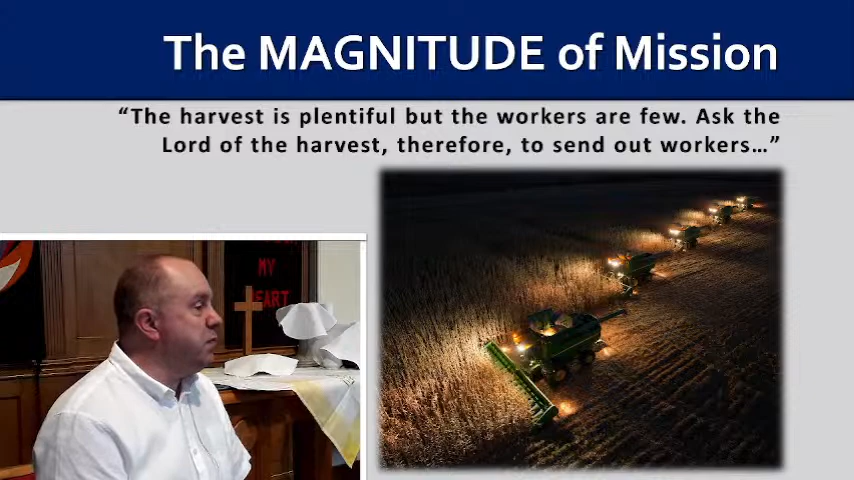 The MAGNITUDE of Mission
“The harvest is plentiful but the workers are few. Ask the
Lord of the harvest, therefore, to send out workers…”
MY
HEART